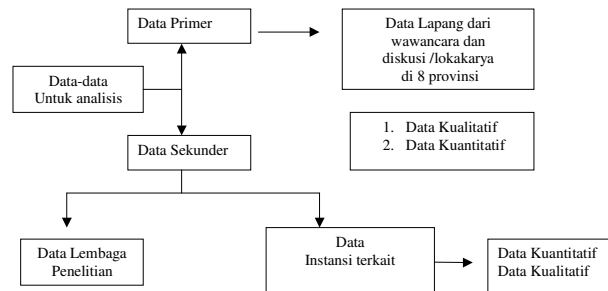 Data Primer
Data Lapang dari
wawancara dan
diskusi /lokakarya
di 8 provinsi
Data-data
Untuk analisis
1. Data Kualitatif
2. Data Kuantitatif
Data Sekunder
Data Lembaga
Penelitian
Data
Instansi terkait
Data Kuantitatif
Data Kualitatif